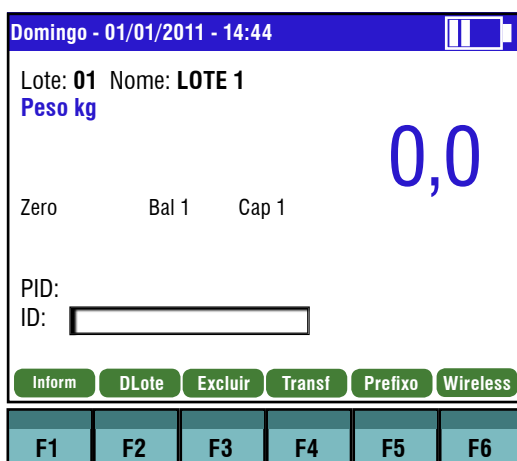 Domingo - 01/01/2011 - 14:44
Lote: 01 Nome: LOTE 1
Peso kg
0,0
Zero Bal 1 Cap 1
PID:
ID:
Inform DLote Excluir Transf Prefixo Wireless
F1 F2 F3 F4 F5 F6